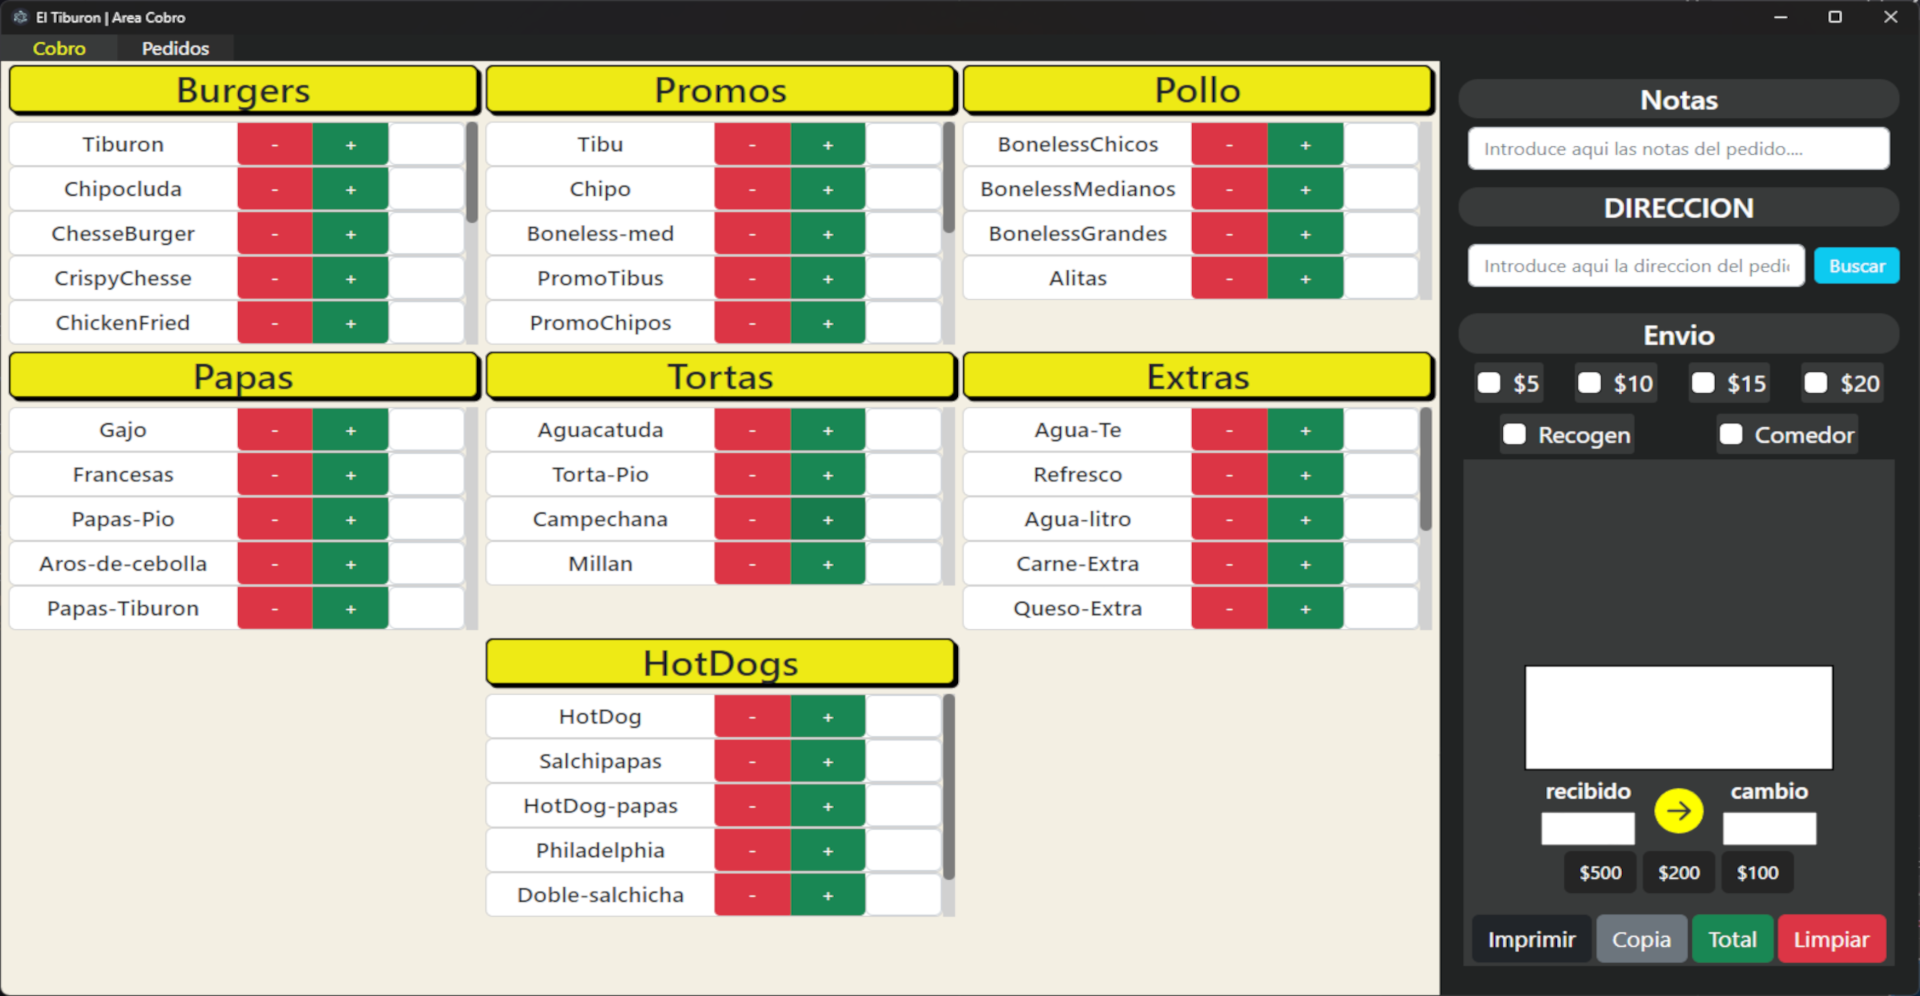 El Tiburon | Area Cobro
Cobro
Pedidos
Burgers
Tiburon - +
Chipocluda - +
ChesseBurger - +
CrispyChesse - +
ChickenFried - +
Promos
Tibu - +
Chipo - +
Boneless-med - +
PromoTibus - +
PromoChipos - +
Pollo
BonelessChicos - +
BonelessMedianos - +
BonelessGrandes - +
Alitas - +
Papas
Gajo - +
Francesas - +
Papas-Pio - +
Aros-de-cebolla - +
Papas-Tiburon - +
Tortas
Aguacatuda - +
Torta-Pio - +
Campechana - +
Millan - +
Extras
Agua-Te - +
Refresco - +
Agua-litro - +
Carne-Extra - +
Queso-Extra - +
HotDogs
HotDog - +
Salchipapas - +
HotDog-papas - +
Philadelphia - +
Doble-salchicha - +
Notas
Introduce aqui las notas del pedido....
DIRECCION
Introduce aqui la direccion del pedi
Buscar
Envio
$5 $10 $15 $20
Recogen Comedor
recibido cambio
$500 $200 $100
Imprimir Copia Total Limpiar